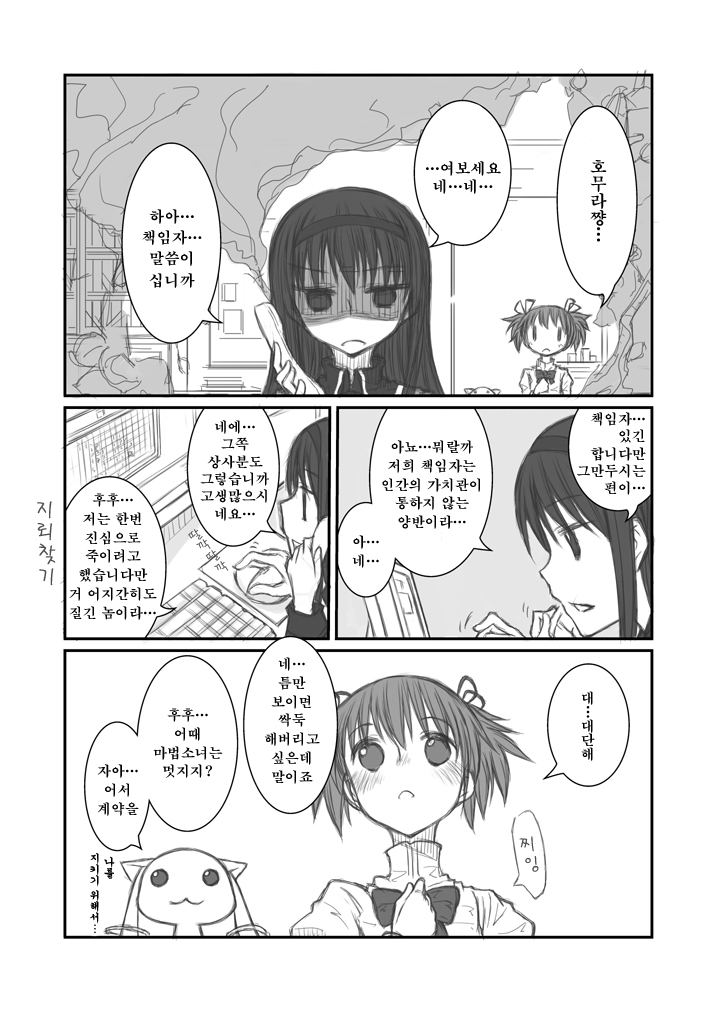 호무라쨩…
…여보세요
네…네…
하아…
책임자…
말씀이
십니까
책임자…
있긴
합니다만
그만두시는
편이…
아뇨…뭐랄까
저희 책임자는
인간의 가치관이
통하지 않는
양반이라…
아…
네…
네에…
그쪽
상사분도
그렇습니까
고생많으시
네요…
후후…
저는 한번
진심으로
죽이려고
했습니다만
거 어지간히도
질긴 놈이라…
딸깍딸깍
지뢰찾기
대…대단해
찌잉
네…
틈만
보이면
싹둑
해버리고
싶은데
말이죠
후후…
어때
마법소녀는
멋지지?
자아…
어서
계약을
나를
지키기 위해서…